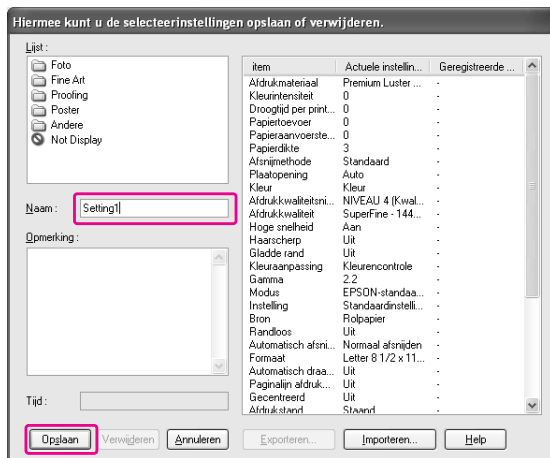 Hiermee kunt u de selecteerinstellingen opslaan of verwijderen.
Lijst :
Foto
Fine Art
Proofing
Poster
Andere
Not Display
Naam :
Setting1
Opmerking :
Tijd :
item Actuele instellin... Geregistreerde ...
Afdrukmateriaal Premium Luster ... -
Kleurintensiteit 0 -
Droogtijd per print... 0 -
Papiertoevoer 0 -
Papieraanvoerste... 0 -
Papierdikte 3 -
Afsnijmethode Standaard -
Plaatopening Auto -
Kleur Kleur -
Afdrukkwaliteitsni... NIVEAU 4 (Kwal... -
Afdrukkwaliteit SuperFine - 144... -
Hoge snelheid Aan -
Haarscherp Uit -
Gladde rand Uit -
Kleuraanpassing Kleurencontrole -
Gamma 2.2 -
Modus EPSON-standaa... -
Instelling Standaardinstelli... -
Bron Rolpapier -
Randloos Uit -
Automatisch afsni... Normaal afsnijden -
Formaat Letter 8 1/2 x 11... -
Automatisch draa... Uit -
Paginalijn afdruk... Uit -
Gecentreerd Uit -
Afdrukstand Staand -
Opslaan Verwijderen Annuleren Exporteren... Importeren... Help